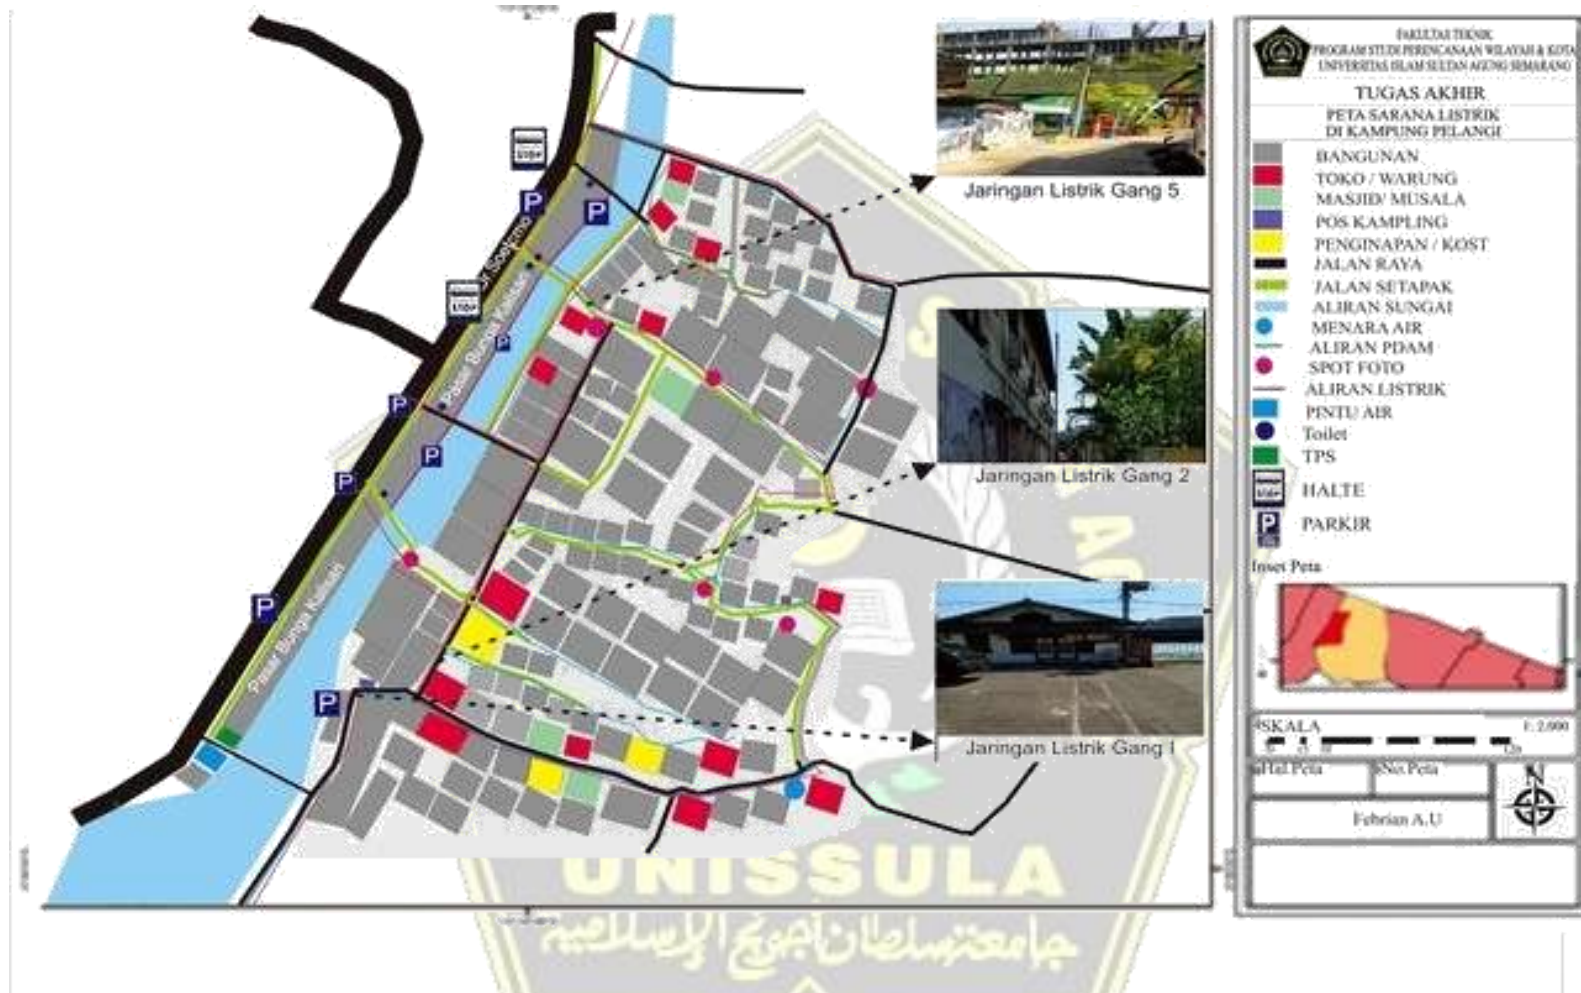 FAKULTAS TEKNIK
PROGRAM STUDI PERENCANAAN WILAYAH & KOTA
UNIVERSITAS ISLAM SULTAN AGUNG SEMARANG
TUGAS AKHIR
PETA SARANA LISTRIK
DI KAMPUNG PELANGI
BANGUNAN
TOKO / WARUNG
MASJID/ MUSALA
POS KAMPLING
PENGINAPAN / KOST
JALAN RAYA
JALAN SETAPAK
ALIRAN SUNGAI
MENARA AIR
ALIRAN PDAM
SPOT FOTO
ALIRAN LISTRIK
PINTU AIR
Toilet
TPS
STOP
HALTE
P
PARKIR
Inset Peta
SKALA
1: 2.000
Hal.Peta
No.Peta
N
Febrian A.U
Jaringan Listrik Gang 5
Jaringan Listrik Gang 2
Jaringan Listrik Gang I
STOP
STOP
P
P
P
P
P
P
P
P
Pasar Bunga Kalisari
Pasar Bunga Kalisari
UNISSULA
جامعة سلطان أجونج الإسلامية